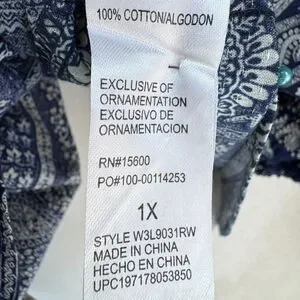 100% COTTON/ALGODON
EXCLUSIVE OF
ORNAMENTATION
EXCLUSIVO DE
ORNAMENTACION
RN#15600
PO#100-00114253
1X
STYLE W3L9031RW
MADE IN CHINA
HECHO EN CHINA
UPC197178053850